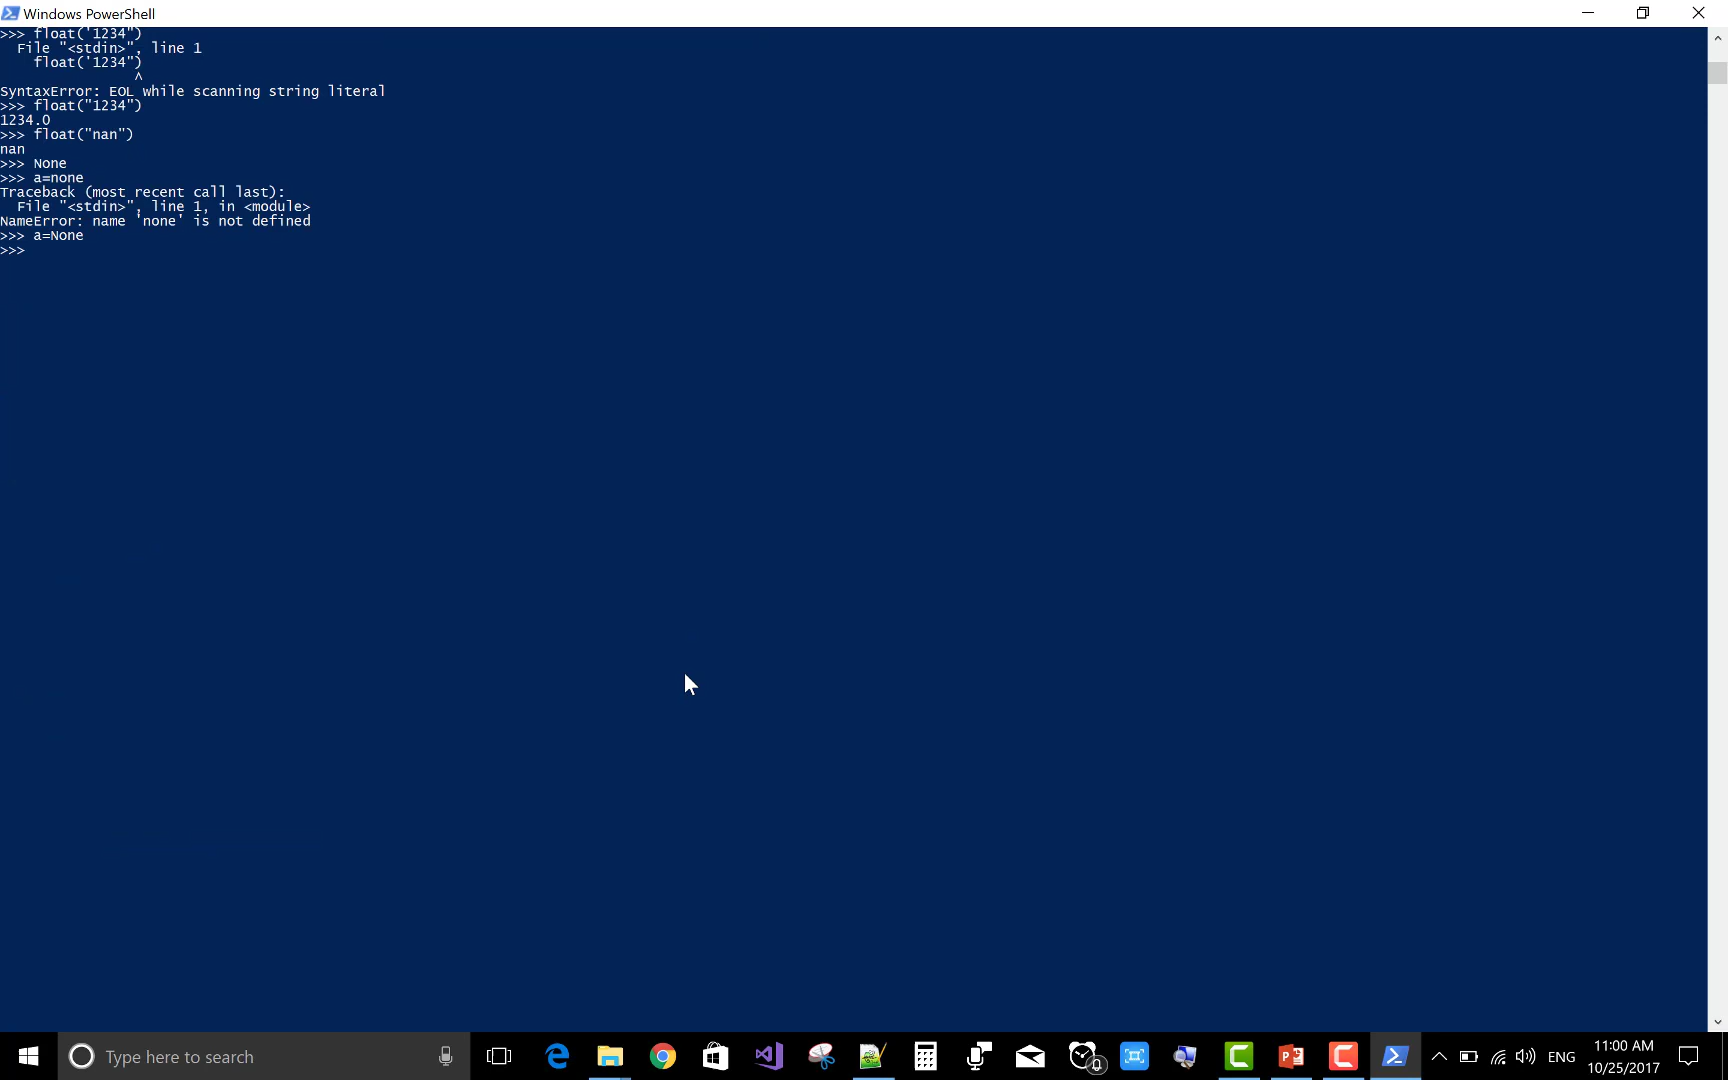 Windows PowerShell
>>> float('1234")
  File "<stdin>", line 1
    float('1234")
                ^
SyntaxError: EOL while scanning string literal
>>> float("1234")
1234.0
>>> float("nan")
nan
>>> None
>>> a=none
Traceback (most recent call last):
  File "<stdin>", line 1, in <module>
NameError: name 'none' is not defined
>>> a=None
>>>
Type here to search
ENG
11:00 AM
10/25/2017